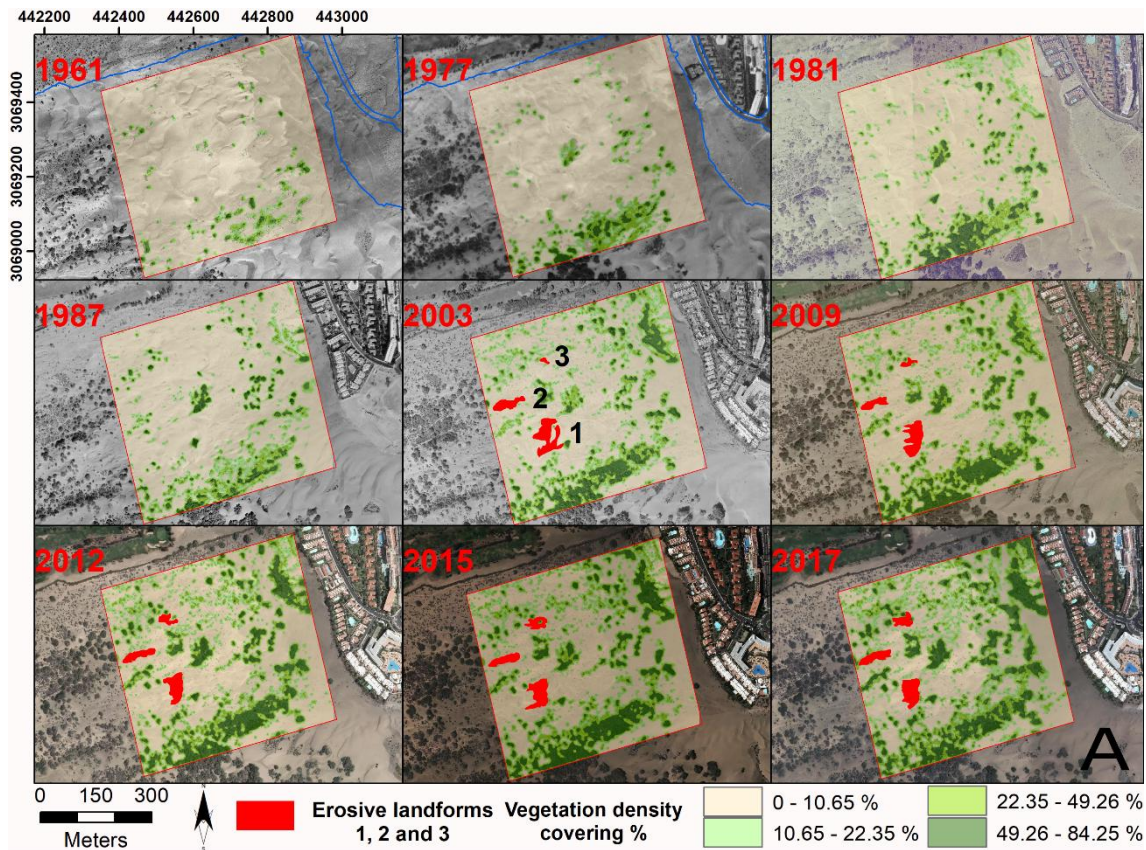 442200 442400 442600 442800 443000
3069400
3069200
3069000
1961
1977
1981
1987
2003
3
2
1
2009
2012
2015
2017
A
0 150 300
Meters
N
Erosive landforms
1, 2 and 3
Vegetation density
covering %
0 - 10.65 %
10.65 - 22.35 %
22.35 - 49.26 %
49.26 - 84.25 %